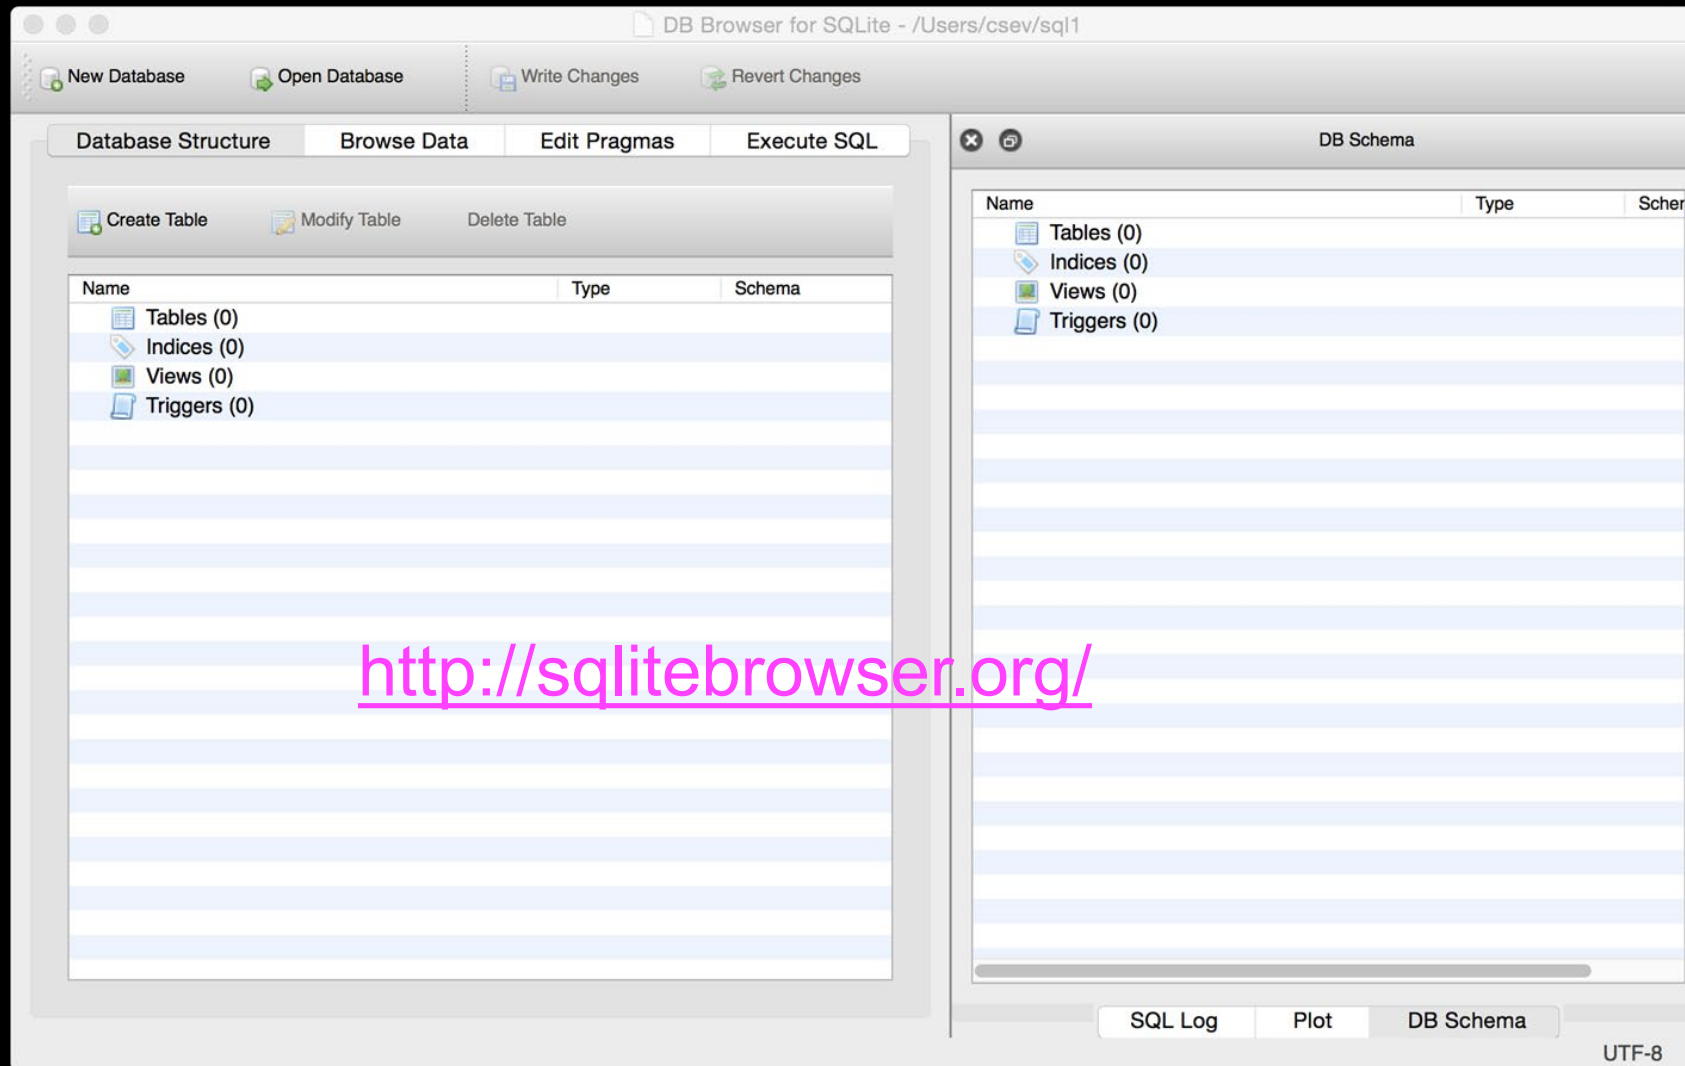 DB Browser for SQLite - /Users/csev/sql1
New Database Open Database Write Changes Revert Changes
Database Structure Browse Data Edit Pragmas Execute SQL
Create Table Modify Table Delete Table
Name Type Schema
Tables (0)
Indices (0)
Views (0)
Triggers (0)
DB Schema
Name Type Schem
Tables (0)
Indices (0)
Views (0)
Triggers (0)
http://sqlitebrowser.org/
SQL Log Plot DB Schema
UTF-8